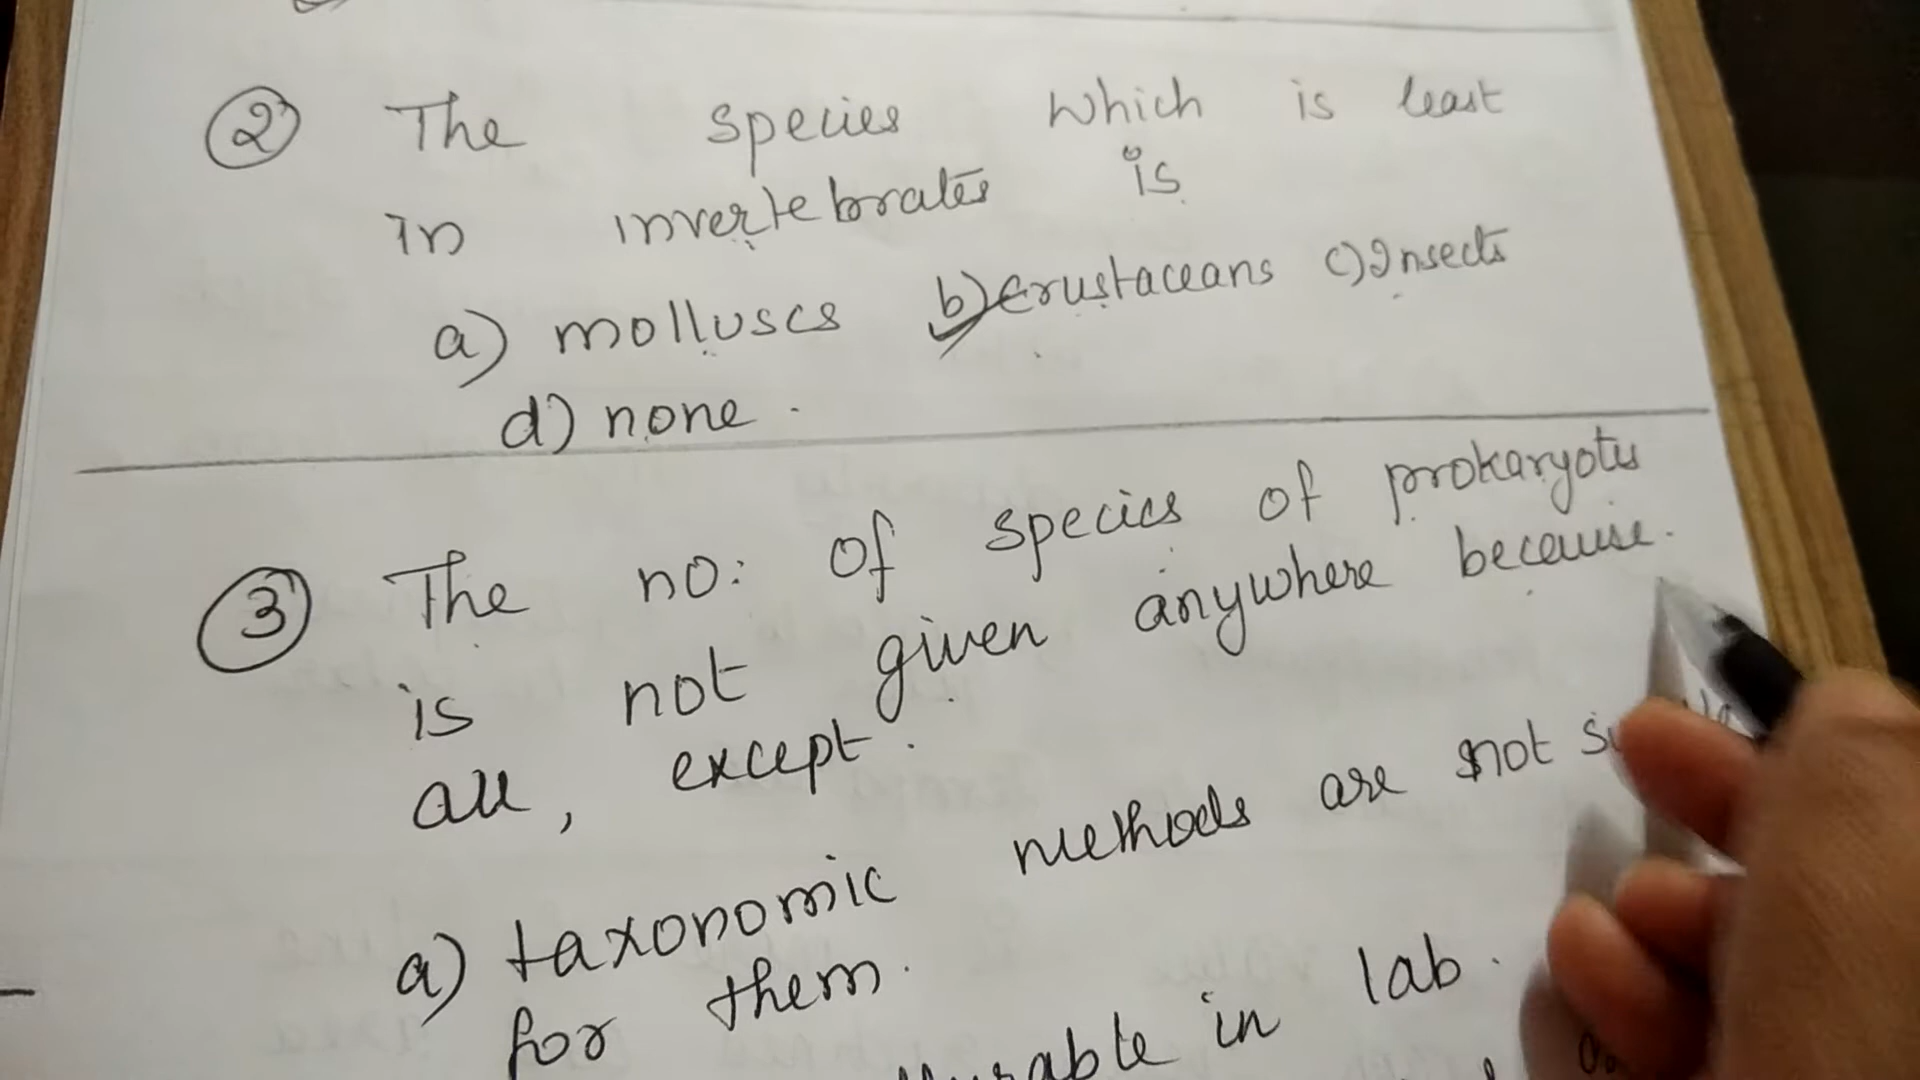 ② The species which is least
in invertebrates is
a) molluscs b) crustaceans c) Insects
d) none.
③ The no: of species of prokaryotes
is not given anywhere because.
all, except.
a) taxonomic methods are not
for them.
in lab.